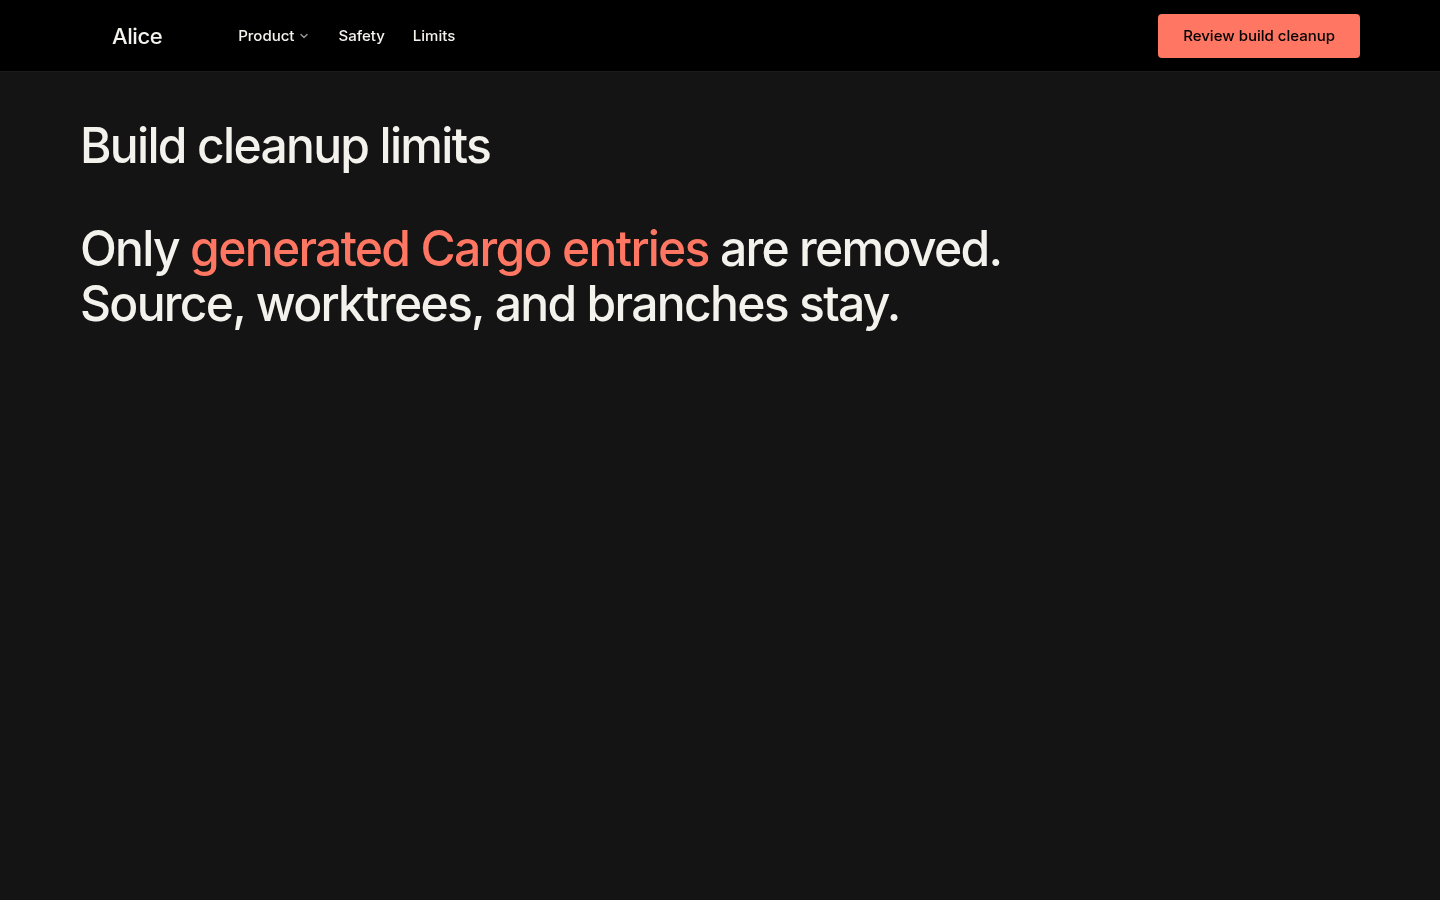 Alice
Product
Safety
Limits
Review build cleanup
Build cleanup limits
Only generated Cargo entries are removed.
Source, worktrees, and branches stay.